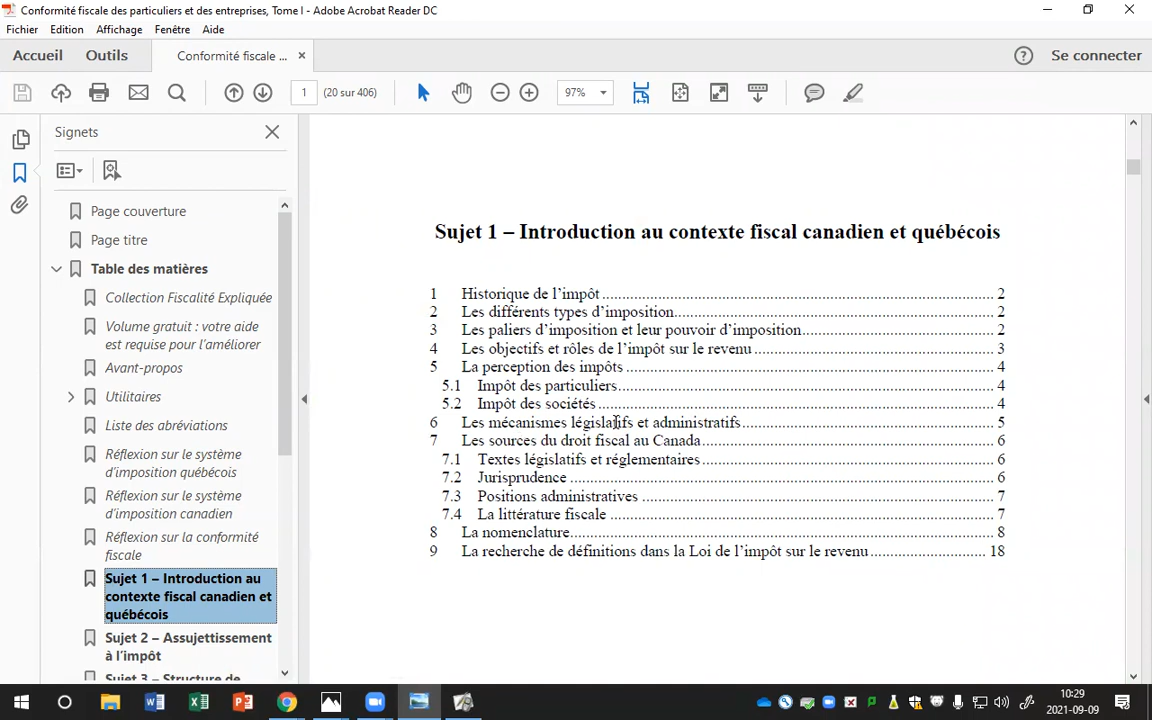 Conformité fiscale des particuliers et des entreprises, Tome I - Adobe Acrobat Reader DC
Fichier Edition Affichage Fenêtre Aide
Accueil Outils Conformité fiscale ... × ? Se connecter
1 (20 sur 406) 97%
Signets
Page couverture
Page titre
Table des matières
Collection Fiscalité Expliquée
Volume gratuit : votre aide
est requise pour l'améliorer
Avant-propos
Utilitaires
Liste des abréviations
Réflexion sur le système
d'imposition québécois
Réflexion sur le système
d'imposition canadien
Réflexion sur la conformité
fiscale
Sujet 1 – Introduction au
contexte fiscal canadien et
québécois
Sujet 2 – Assujettissement
à l'impôt
Sujet 3 – Structure de
Sujet 1 – Introduction au contexte fiscal canadien et québécois
1 Historique de l'impôt 2
2 Les différents types d'imposition 2
3 Les paliers d'imposition et leur pouvoir d'imposition 2
4 Les objectifs et rôles de l'impôt sur le revenu 3
5 La perception des impôts 4
5.1 Impôt des particuliers 4
5.2 Impôt des sociétés 4
6 Les mécanismes législatifs et administratifs 5
7 Les sources du droit fiscal au Canada 6
7.1 Textes législatifs et réglementaires 6
7.2 Jurisprudence 6
7.3 Positions administratives 7
7.4 La littérature fiscale 7
8 La nomenclature 8
9 La recherche de définitions dans la Loi de l'impôt sur le revenu 18
10:29
2021-09-09